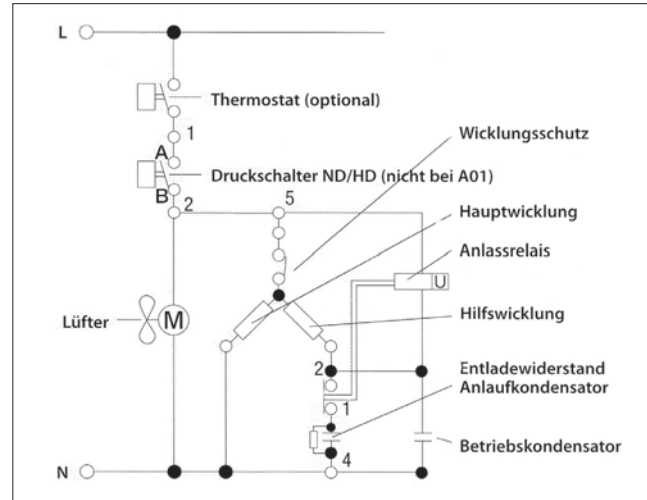 L
Thermostat (optional)
1
Wicklungsschutz
A
Druckschalter ND/HD (nicht bei A01)
B
2
5
Hauptwicklung
Anlassrelais
U
Lüfter
M
Hilfswicklung
2
Entladewiderstand
Anlaufkondensator
1
Betriebskondensator
4
N